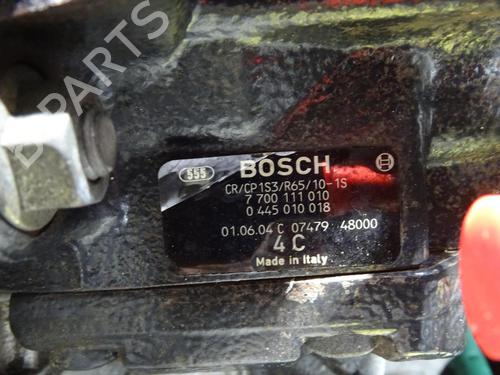 B PARTS
555 BOSCH
CR/CP1S3/R65/10-1S
7 700 111 010
0 445 010 018
01.06.04 C 07479 48000
4 C
Made in Italy